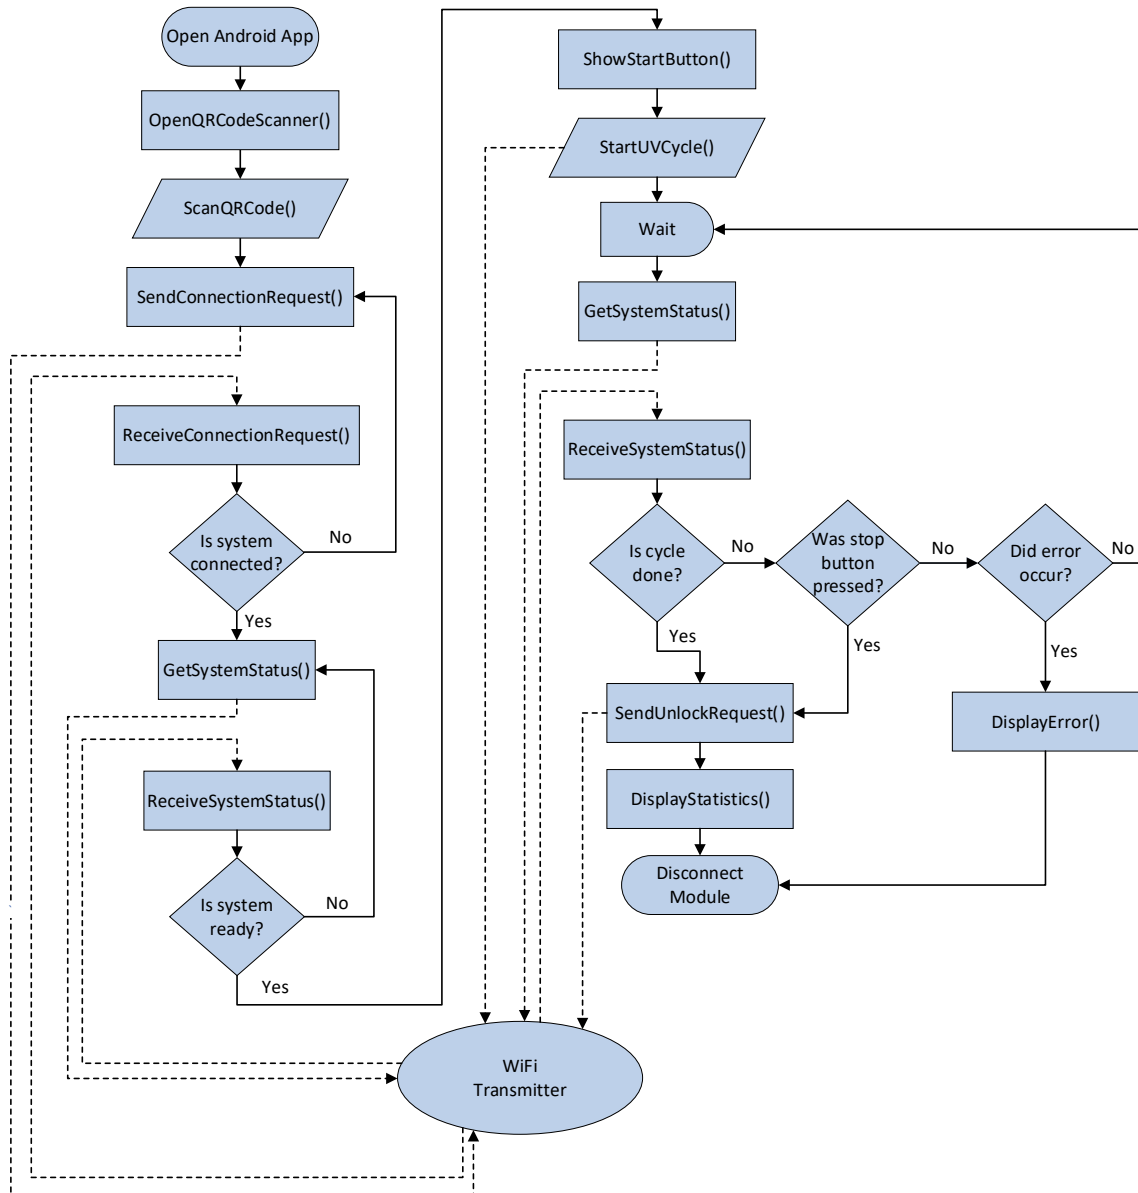 Open Android App
OpenQRCodeScanner()
ScanQRCode()
SendConnectionRequest()
ReceiveConnectionRequest()
Is system
connected?
No
Yes
GetSystemStatus()
ReceiveSystemStatus()
Is system
ready?
No
Yes
ShowStartButton()
StartUVCycle()
Wait
GetSystemStatus()
ReceiveSystemStatus()
Is cycle
done?
No
Yes
Was stop
button
pressed?
No
Yes
Did error
occur?
No
Yes
SendUnlockRequest()
DisplayError()
DisplayStatistics()
Disconnect
Module
WiFi
Transmitter